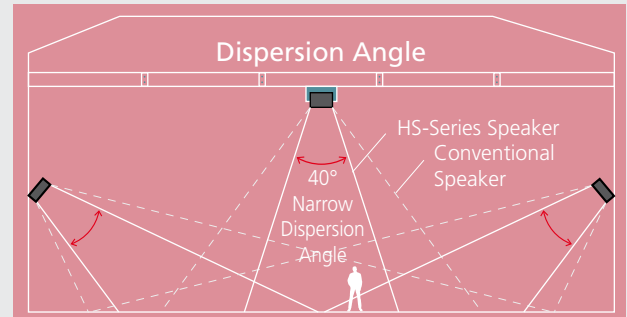 Dispersion Angle
HS-Series Speaker
Conventional
Speaker
40°
Narrow
Dispersion
Angle